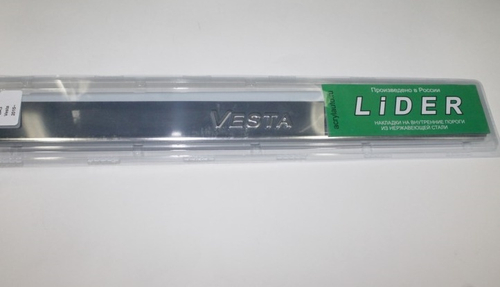 Произведено в России
LiDER
НАКЛАДКИ НА ВНУТРЕННИЕ ПОРОГИ
ИЗ НЕРЖАВЕЮЩЕЙ СТАЛИ
VESTA